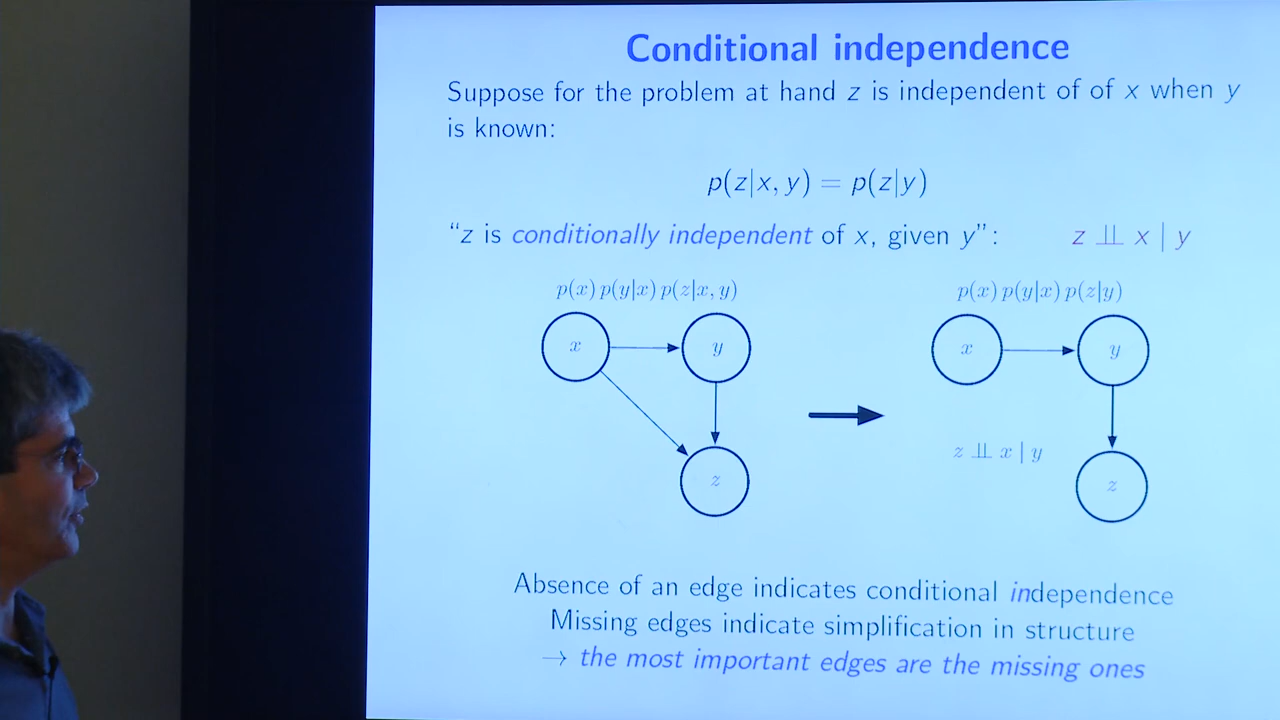 Conditional independence
Suppose for the problem at hand z is independent of of x when y
is known:
p(z|x, y) = p(z|y)
“z is conditionally independent of x, given y”: z ⫫ x | y
p(x) p(y|x) p(z|x, y)
p(x) p(y|x) p(z|y)
x
y
x
y
z ⫫ x | y
z
z
Absence of an edge indicates conditional independence
Missing edges indicate simplification in structure
→ the most important edges are the missing ones